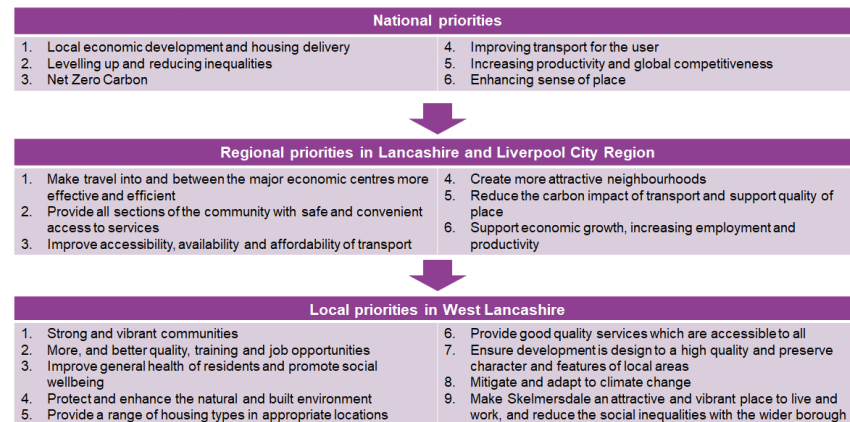 National priorities
1. Local economic development and housing delivery
2. Levelling up and reducing inequalities
3. Net Zero Carbon
4. Improving transport for the user
5. Increasing productivity and global competitiveness
6. Enhancing sense of place
Regional priorities in Lancashire and Liverpool City Region
1. Make travel into and between the major economic centres more
effective and efficient
2. Provide all sections of the community with safe and convenient
access to services
3. Improve accessibility, availability and affordability of transport
4. Create more attractive neighbourhoods
5. Reduce the carbon impact of transport and support quality of
place
6. Support economic growth, increasing employment and
productivity
Local priorities in West Lancashire
1. Strong and vibrant communities
2. More, and better quality, training and job opportunities
3. Improve general health of residents and promote social
wellbeing
4. Protect and enhance the natural and built environment
5. Provide a range of housing types in appropriate locations
6. Provide good quality services which are accessible to all
7. Ensure development is design to a high quality and preserve
character and features of local areas
8. Mitigate and adapt to climate change
9. Make Skelmersdale an attractive and vibrant place to live and
work, and reduce the social inequalities with the wider borough